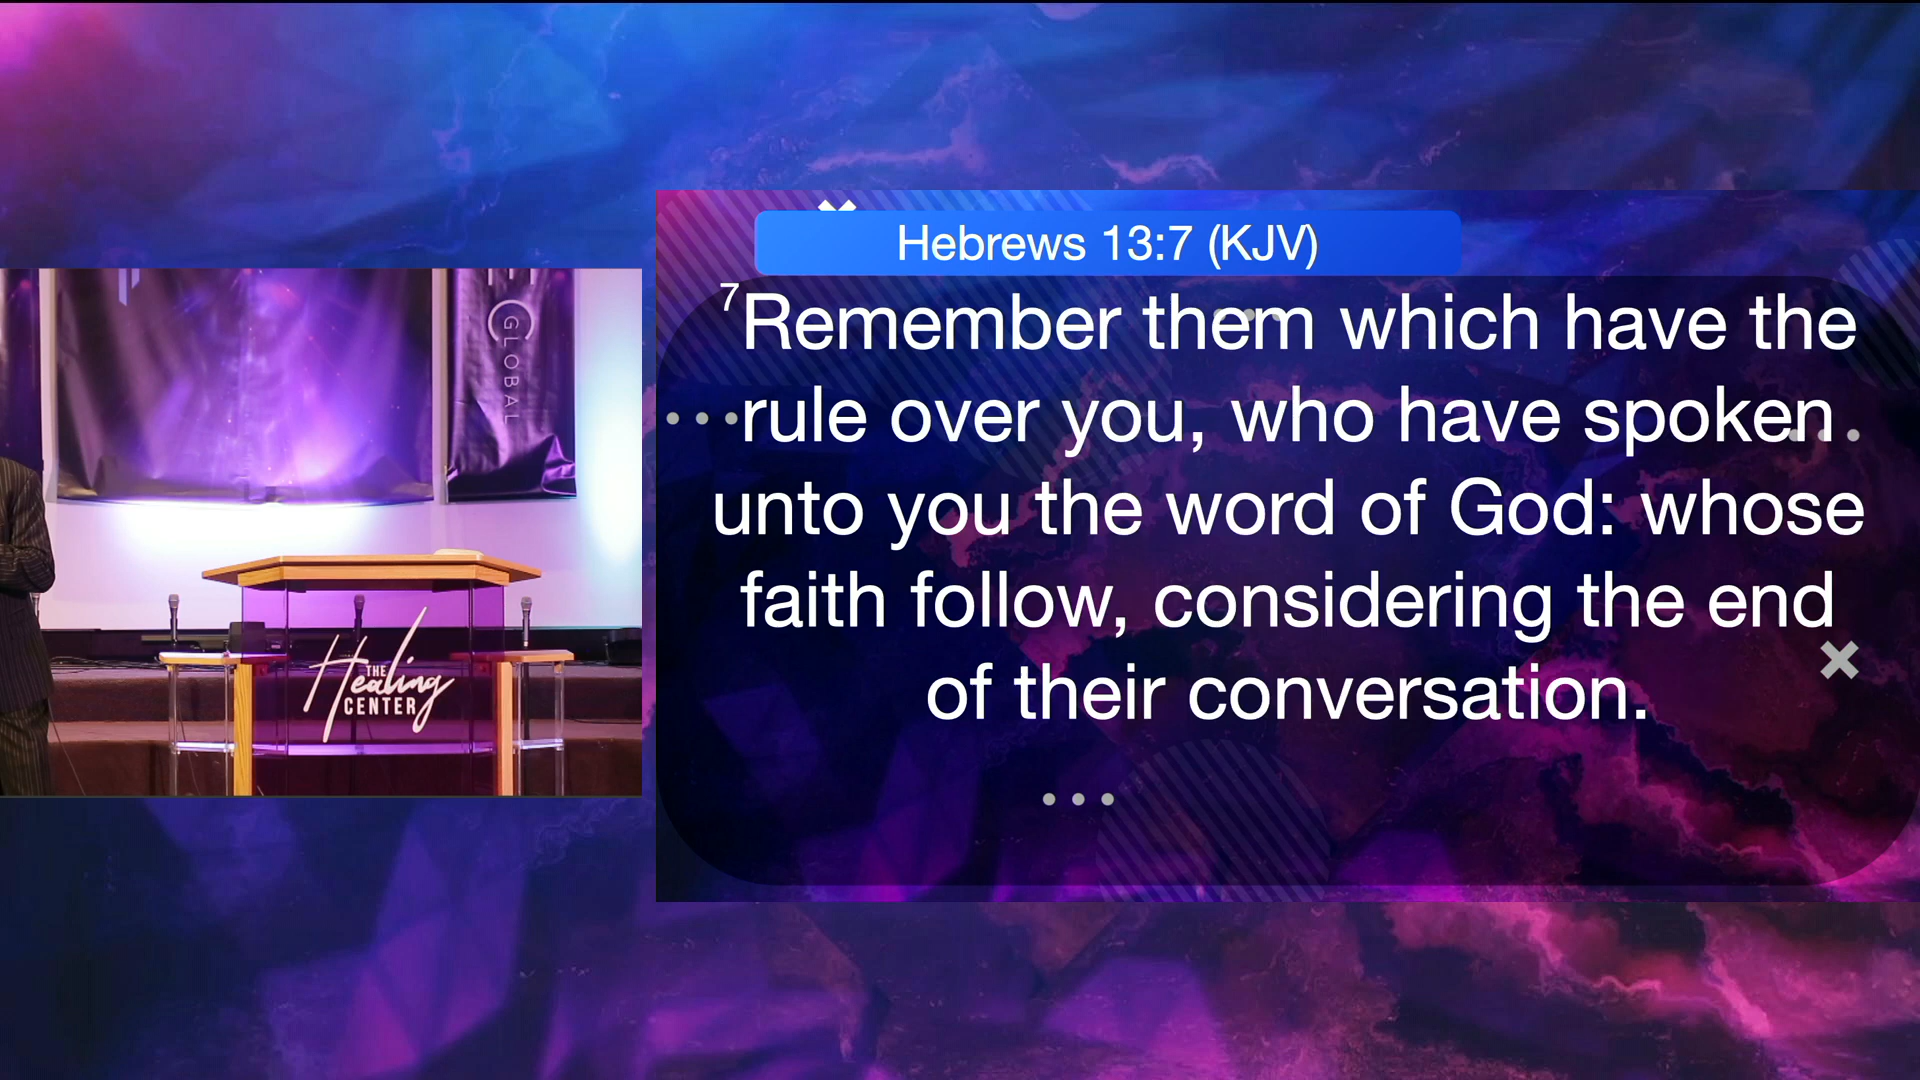 Hebrews 13:7 (KJV)
7Remember them which have the
rule over you, who have spoken
unto you the word of God: whose
faith follow, considering the end
of their conversation.
GLOBAL
THE
Healing
CENTER